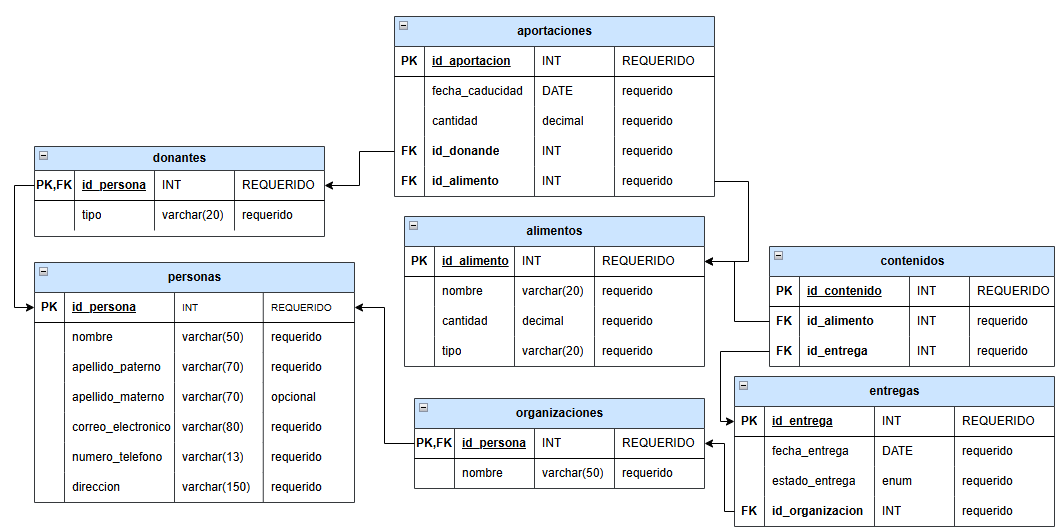 aportaciones
PK id_aportacion INT REQUERIDO
fecha_caducidad DATE requerido
cantidad decimal requerido
FK id_donande INT requerido
FK id_alimento INT requerido
donantes
PK,FK id_persona INT REQUERIDO
tipo varchar(20) requerido
alimentos
PK id_alimento INT REQUERIDO
nombre varchar(20) requerido
cantidad decimal requerido
tipo varchar(20) requerido
contenidos
PK id_contenido INT REQUERIDO
FK id_alimento INT requerido
FK id_entrega INT requerido
personas
PK id_persona INT REQUERIDO
nombre varchar(50) requerido
apellido_paterno varchar(70) requerido
apellido_materno varchar(70) opcional
correo_electronico varchar(80) requerido
numero_telefono varchar(13) requerido
direccion varchar(150) requerido
organizaciones
PK,FK id_persona INT REQUERIDO
nombre varchar(50) requerido
entregas
PK id_entrega INT REQUERIDO
fecha_entrega DATE requerido
estado_entrega enum requerido
FK id_organizacion INT requerido